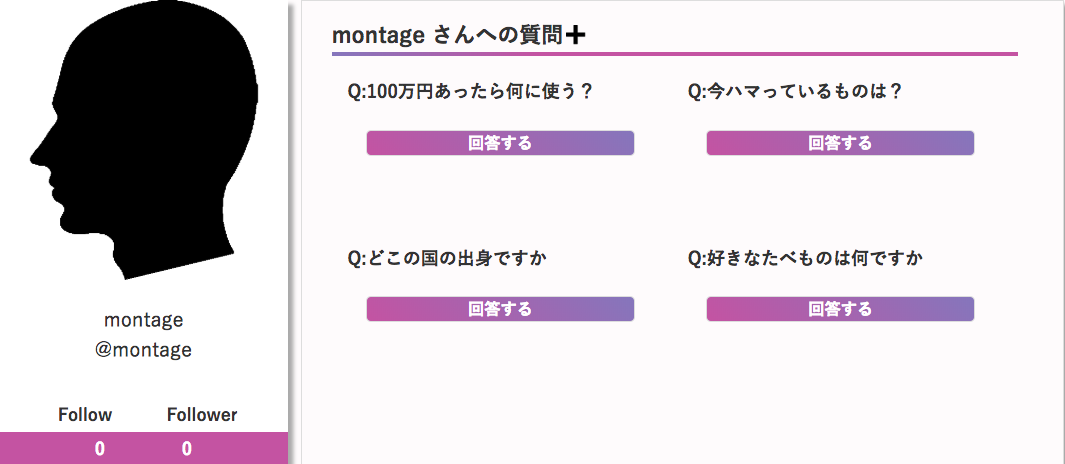 montage
@montage
Follow Follower
0 0
montage さんへの質問+
Q:100万円あったら何に使う？
回答する
Q:今ハマっているものは？
回答する
Q:どこの国の出身ですか
回答する
Q:好きなたべものは何ですか
回答する